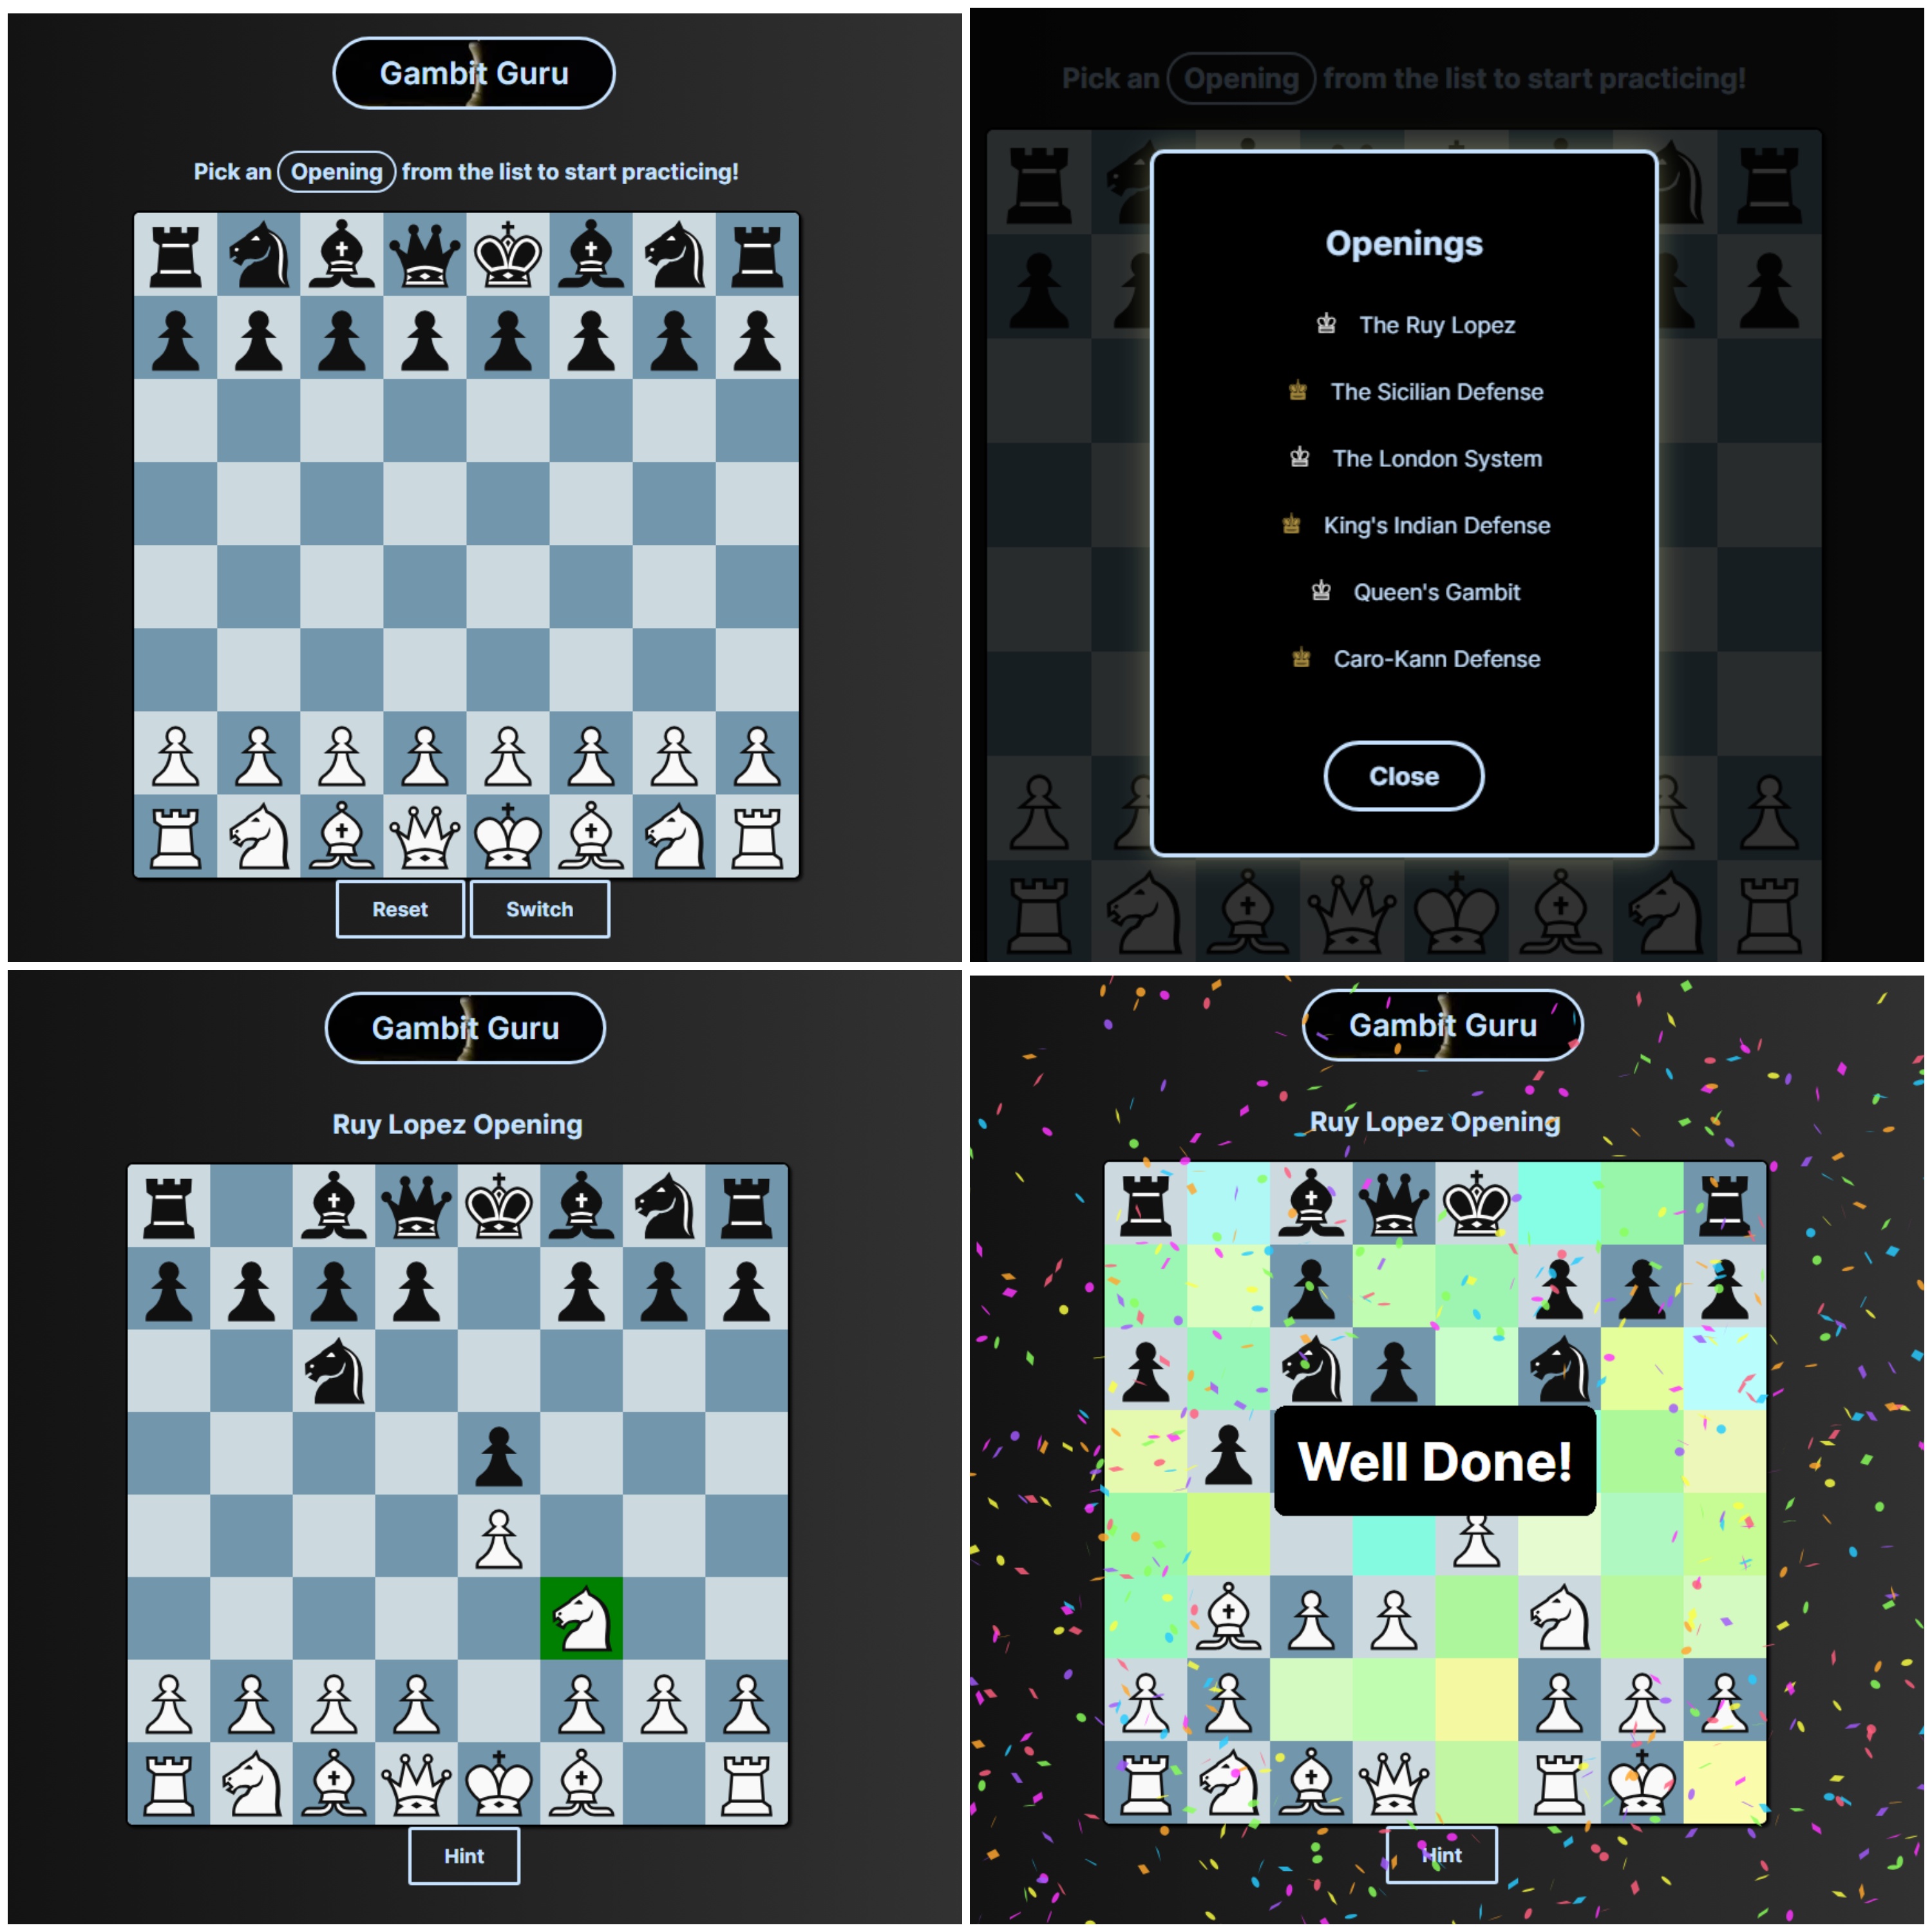 Gambit Guru
Pick an Opening from the list to start practicing!
Reset
Switch
Pick an Opening from the list to start practicing!
Openings
The Ruy Lopez
The Sicilian Defense
The London System
King's Indian Defense
Queen's Gambit
Caro-Kann Defense
Close
Gambit Guru
Ruy Lopez Opening
Hint
Gambit Guru
Ruy Lopez Opening
Well Done!
Hint